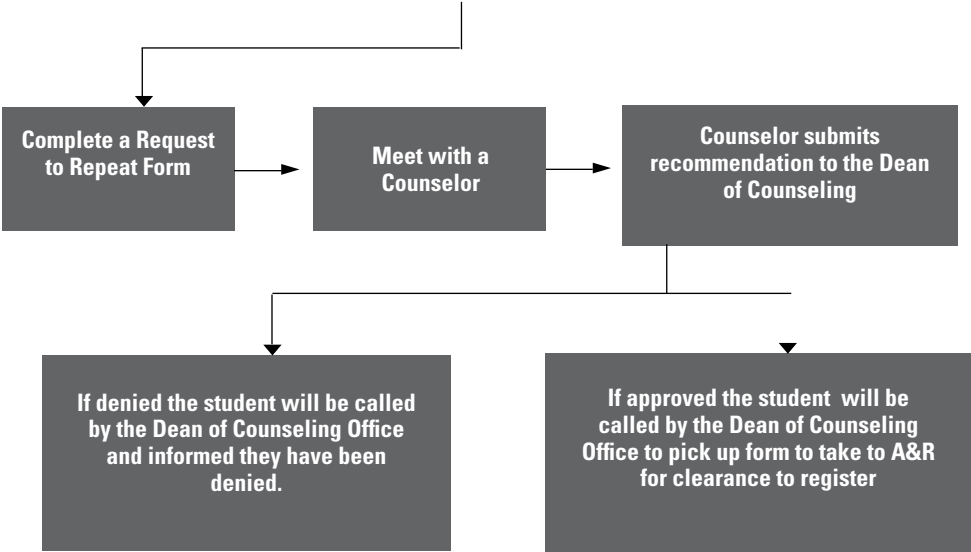 Complete a Request
to Repeat Form
Meet with a
Counselor
Counselor submits
recommendation to the Dean
of Counseling
If denied the student will be called
by the Dean of Counseling Office
and informed they have been
denied.
If approved the student  will be
called by the Dean of Counseling
Office to pick up form to take to A&R
for clearance to register